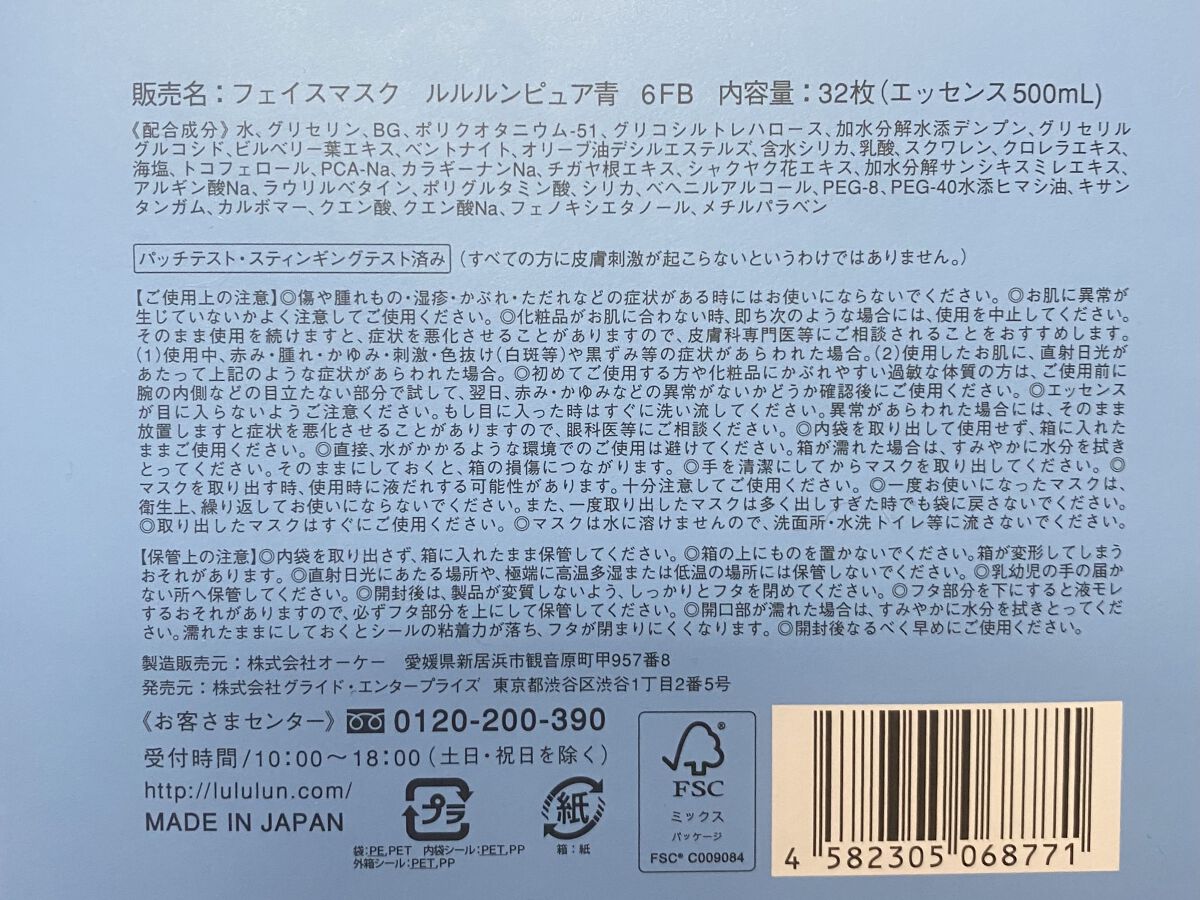 販売名：フェイスマスク　ルルルンピュア青　6FB　内容量：32枚（エッセンス500mL）
《配合成分》水、グリセリン、BG、ポリクオタニウム-51、グリコシルトレハロース、加水分解水添デンプン、グリセリル
グルコシド、ビルベリー葉エキス、ベントナイト、オリーブ油デシルエステルズ、含水シリカ、乳酸、スクワレン、クロレラエキス、
海塩、トコフェロール、PCA-Na、カラギーナンNa、チガヤ根エキス、シャクヤク花エキス、加水分解サンシキスミレエキス、
アルギン酸Na、ラウリルベタイン、ポリグルタミン酸、シリカ、ベヘニルアルコール、PEG-8、PEG-40水添ヒマシ油、キサン
タンガム、カルボマー、クエン酸、クエン酸Na、フェノキシエタノール、メチルパラベン
パッチテスト・スティンギングテスト済み（すべての方に皮膚刺激が起こらないというわけではありません。）
【ご使用上の注意】◎傷や腫れもの・湿疹・かぶれ・ただれなどの症状がある時にはお使いにならないでください。◎お肌に異常が
生じていないかよく注意してご使用ください。◎化粧品がお肌に合わない時、即ち次のような場合には、使用を中止してください。
そのまま使用を続けますと、症状を悪化させることがありますので、皮膚科専門医等にご相談されることをおすすめします。
（1）使用中、赤み・腫れ・かゆみ・刺激・色抜け（白斑等）や黒ずみ等の症状があらわれた場合。（2）使用したお肌に、直射日光が
あたって上記のような症状があらわれた場合。◎初めてご使用する方や化粧品にかぶれやすい過敏な体質の方は、ご使用前に
腕の内側などの目立たない部分で試して、翌日、赤み・かゆみなどの異常がないかどうか確認後にご使用ください。◎エッセンス
が目に入らないようご注意ください。もし目に入った時はすぐに洗い流してください。異常があらわれた場合には、そのまま
放置しますと症状を悪化させることがありますので、眼科医等にご相談ください。◎内袋を取り出して使用せず、箱に入れた
ままご使用ください。◎直接、水がかかるような環境でのご使用は避けてください。箱が濡れた場合は、すみやかに水分を拭き
とってください。そのままにしておくと、箱の損傷につながります。◎手を清潔にしてからマスクを取り出してください。◎
マスクを取り出す時、使用時に液だれする可能性があります。十分注意してご使用ください。◎一度お使いになったマスクは、
衛生上、繰り返してお使いにならないでください。また、一度取り出したマスクは多く出しすぎた時でも袋に戻さないでください。
◎取り出したマスクはすぐにご使用ください。◎マスクは水に溶けませんので、洗面所・水洗トイレ等に流さないでください。
【保管上の注意】◎内袋を取り出さず、箱に入れたまま保管してください。◎箱の上にものを置かないでください。箱が変形してしまう
おそれがあります。◎直射日光にあたる場所や、極端に高温多湿または低温の場所には保管しないでください。◎乳幼児の手の届か
ない所へ保管してください。◎開封後は、製品が変質しないよう、しっかりとフタを閉めてください。◎フタ部分を下にすると液モレ
するおそれがありますので、必ずフタ部分を上にして保管してください。◎開口部が濡れた場合は、すみやかに水分を拭きとってくだ
さい。濡れたままにしておくとシールの粘着力が落ち、フタが閉まりにくくなります。◎開封後なるべく早めにご使用ください。
製造販売元：株式会社オーケー　愛媛県新居浜市観音原町甲957番8
発売元：株式会社グライド・エンタープライズ　東京都渋谷区渋谷1丁目2番5号
《お客さまセンター》0120-200-390
受付時間/10:00～18:00（土日・祝日を除く）
http://lululun.com/
MADE IN JAPAN
プラ
袋：PE,PET　内袋シール：PET,PP
外箱シール：PET,PP
紙
箱：紙
FSC
ミックス
パッケージ
FSC® C009084
4 582305 068771